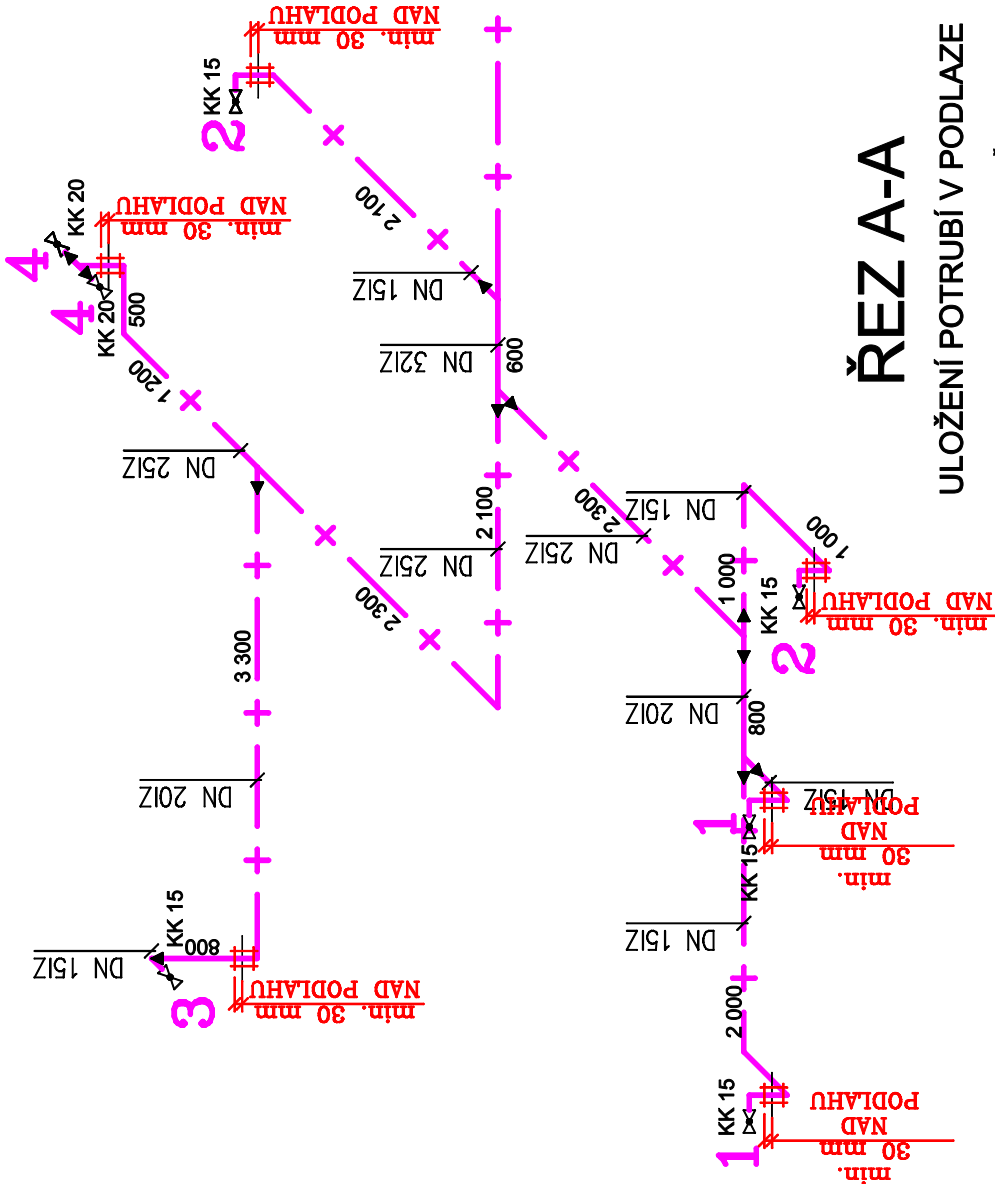 min. 30 mm
NAD PODLAHU
KK 15
2
KK 20
4
min. 30 mm
NAD PODLAHU
4
KK 20
500
2 100
DN 15IZ
1 200
DN 32IZ
600
DN 25IZ
ŘEZ A-A
ULOŽENÍ POTRUBÍ V PODLAZE
2 300
DN 15IZ
2 100
DN 25IZ
DN 25IZ
2 300
1 000
1 000
KK 15
min. 30 mm
NAD PODLAHU
2
3 300
DN 20IZ
800
DN 20IZ
DN 15IZ
1
KK 15
min.
30 mm
NAD
PODLAHU
KK 15
800
DN 15IZ
3
min. 30 mm
NAD PODLAHU
DN 15IZ
2 000
KK 15
1
min.
30 mm
NAD
PODLAHU